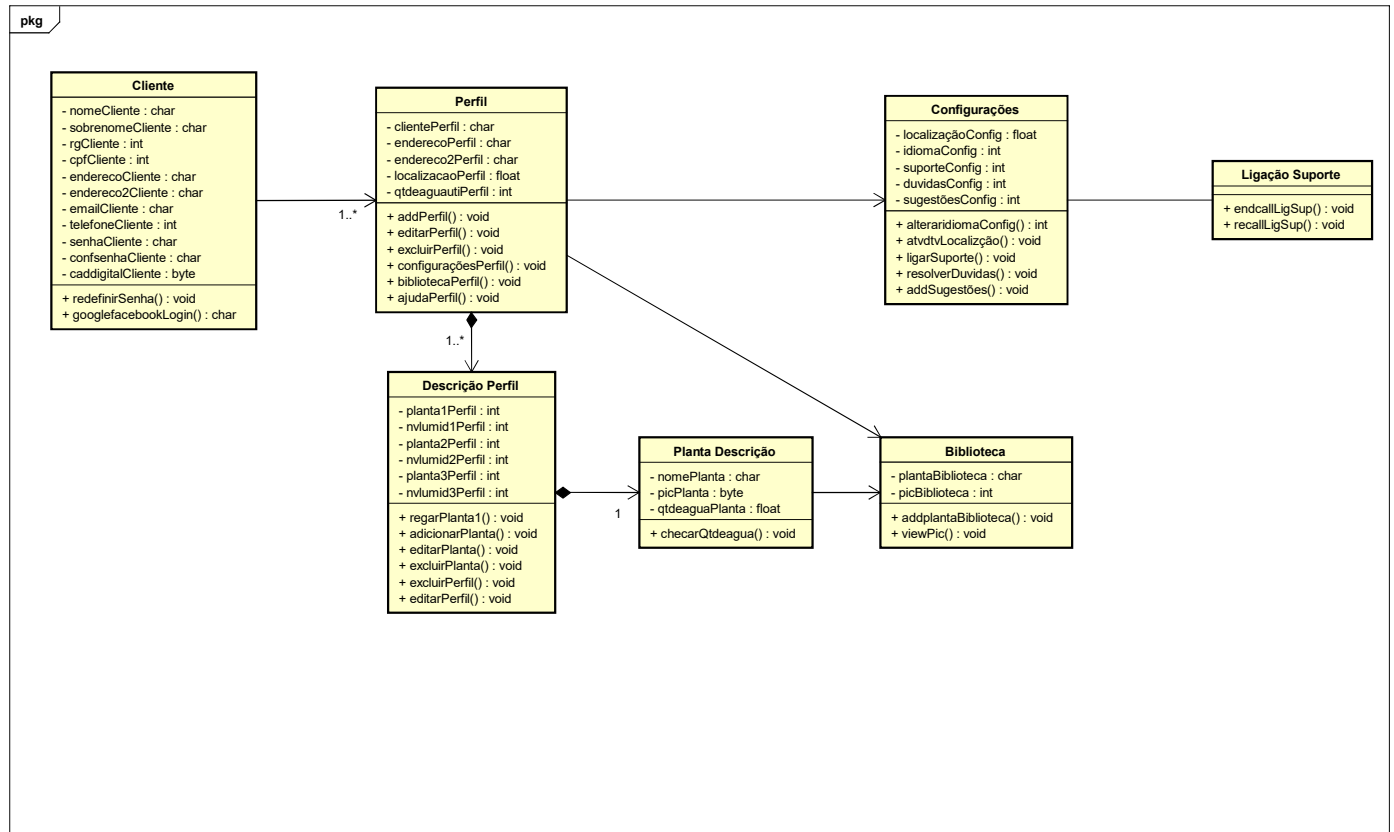 pkg
Cliente
- nomeCliente : char
- sobrenomeCliente : char
- rgCliente : int
- cpfCliente : int
- enderecoCliente : char
- endereco2Cliente : char
- emailCliente : char
- telefoneCliente : int
- senhaCliente : char
- confsenhaCliente : char
- caddigitalCliente : byte
+ redefinirSenha() : void
+ googlefacebookLogin() : char
1..*
Perfil
- clientePerfil : char
- enderecoPerfil : char
- endereco2Perfil : char
- localizacaoPerfil : float
- qtdeaguautiPerfil : int
+ addPerfil() : void
+ editarPerfil() : void
+ excluirPerfil() : void
+ configuraçõesPerfil() : void
+ bibliotecaPerfil() : void
+ ajudaPerfil() : void
Configurações
- localizaçãoConfig : float
- idiomaConfig : int
- suporteConfig : int
- duvidasConfig : int
- sugestõesConfig : int
+ alteraridiomaConfig() : int
+ atvdtvLocalizção() : void
+ ligarSuporte() : void
+ resolverDuvidas() : void
+ addSugestões() : void
Ligação Suporte
+ endcallLigSup() : void
+ recallLigSup() : void
1..*
Descrição Perfil
- planta1Perfil : int
- nvlumid1Perfil : int
- planta2Perfil : int
- nvlumid2Perfil : int
- planta3Perfil : int
- nvlumid3Perfil : int
+ regarPlanta1() : void
+ adicionarPlanta() : void
+ editarPlanta() : void
+ excluirPlanta() : void
+ excluirPerfil() : void
+ editarPerfil() : void
1
Planta Descrição
- nomePlanta : char
- picPlanta : byte
- qtdeaguaPlanta : float
+ checarQtdeagua() : void
Biblioteca
- plantaBiblioteca : char
- picBiblioteca : int
+ addplantaBiblioteca() : void
+ viewPic() : void